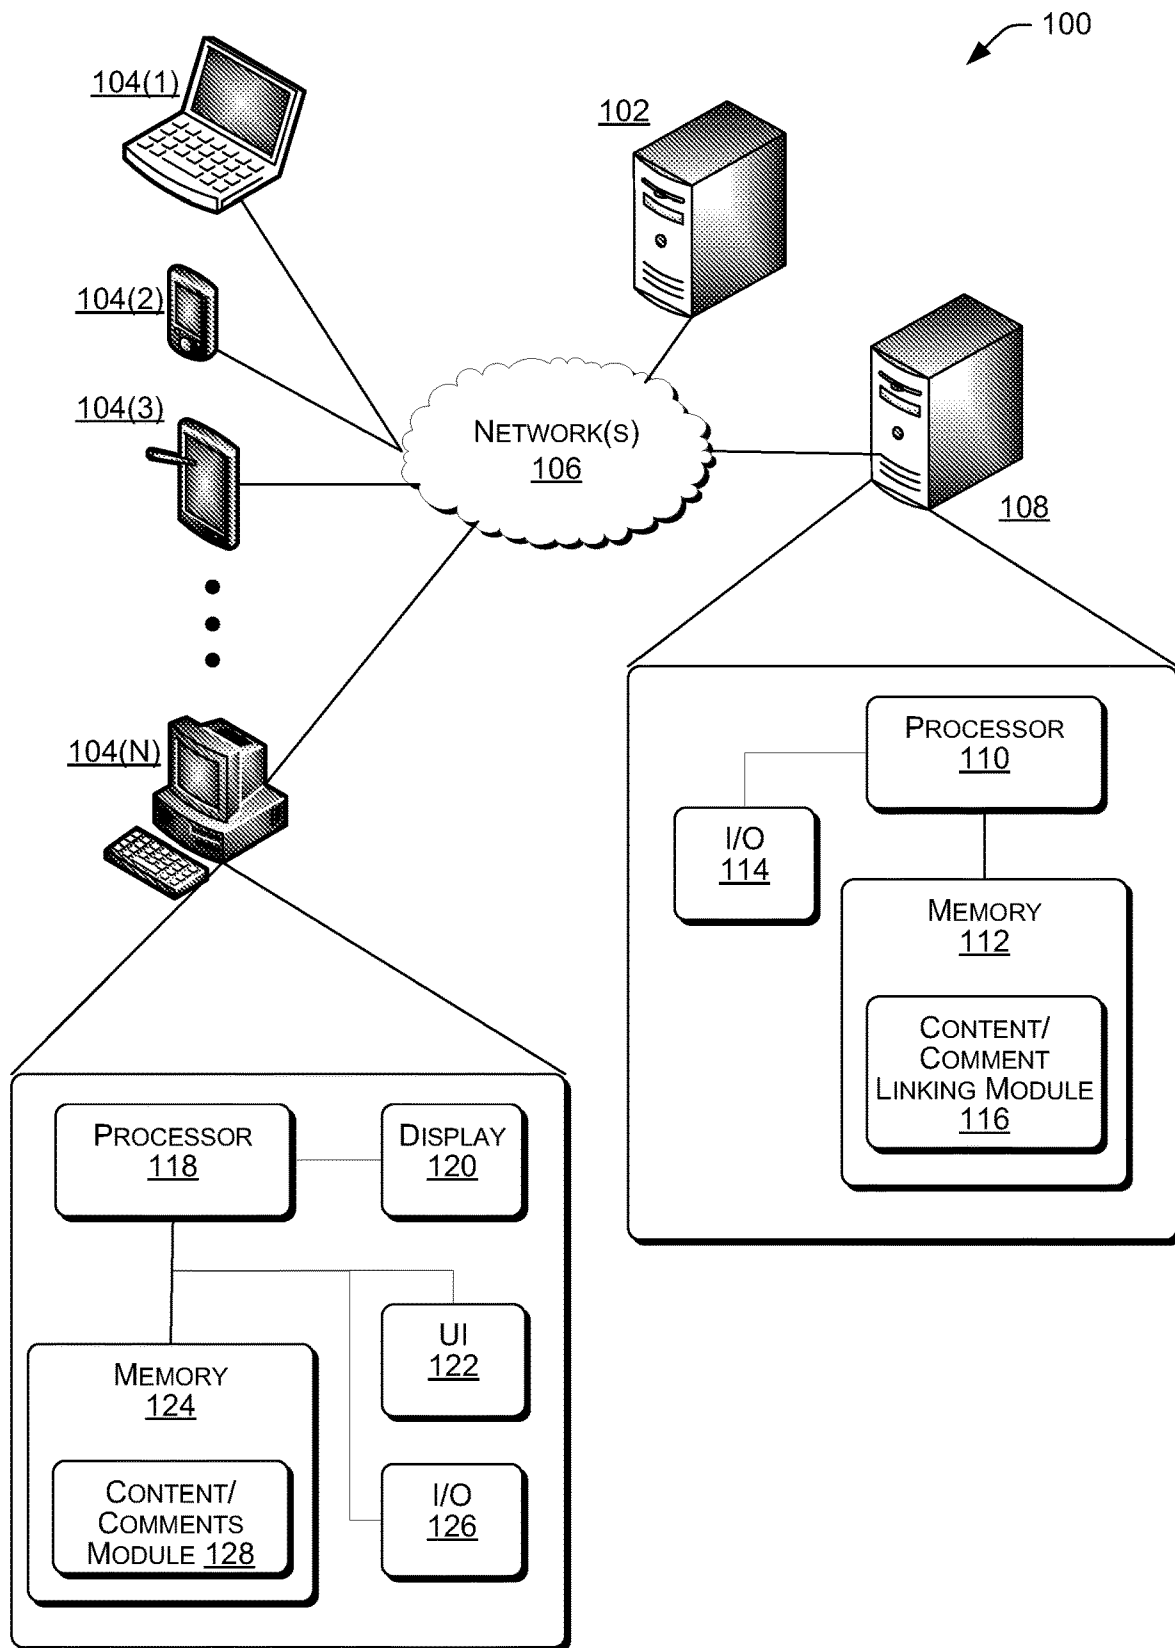 100
104(1)
102
104(2)
104(3)
NETWORK(S)
106
108
104(N)
PROCESSOR
110
I/O
114
MEMORY
112
CONTENT/
COMMENT
LINKING MODULE
116
PROCESSOR
118
DISPLAY
120
UI
122
MEMORY
124
CONTENT/
COMMENTS
MODULE 128
I/O
126